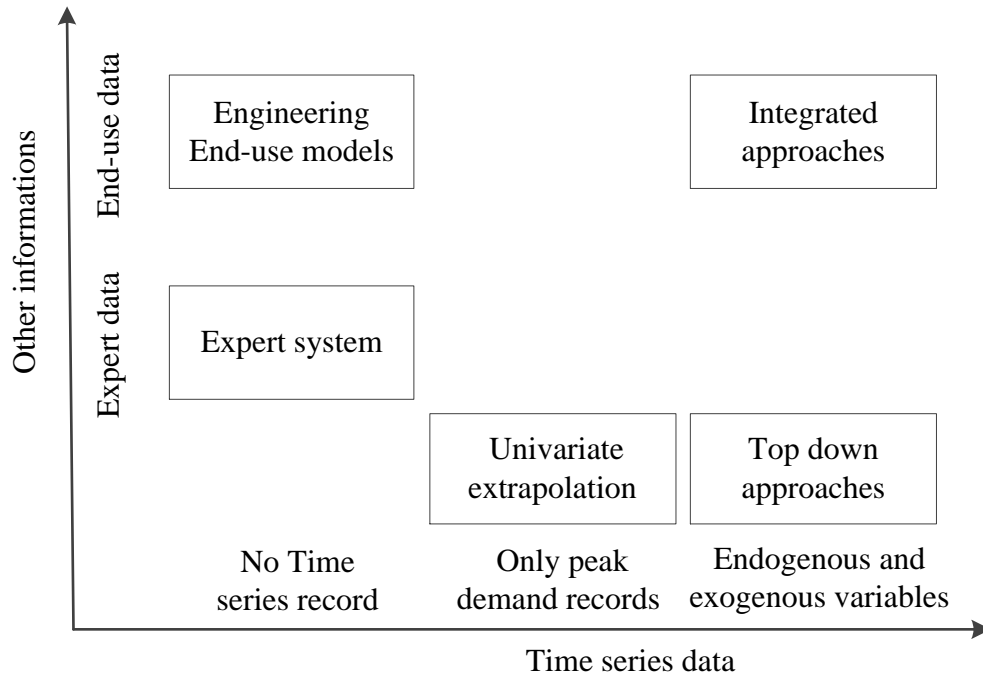 Other informations
End-use data
Expert data
Engineering
End-use models
Integrated
approaches
Expert system
Univariate
extrapolation
Top down
approaches
No Time
series record
Only peak
demand records
Endogenous and
exogenous variables
Time series data